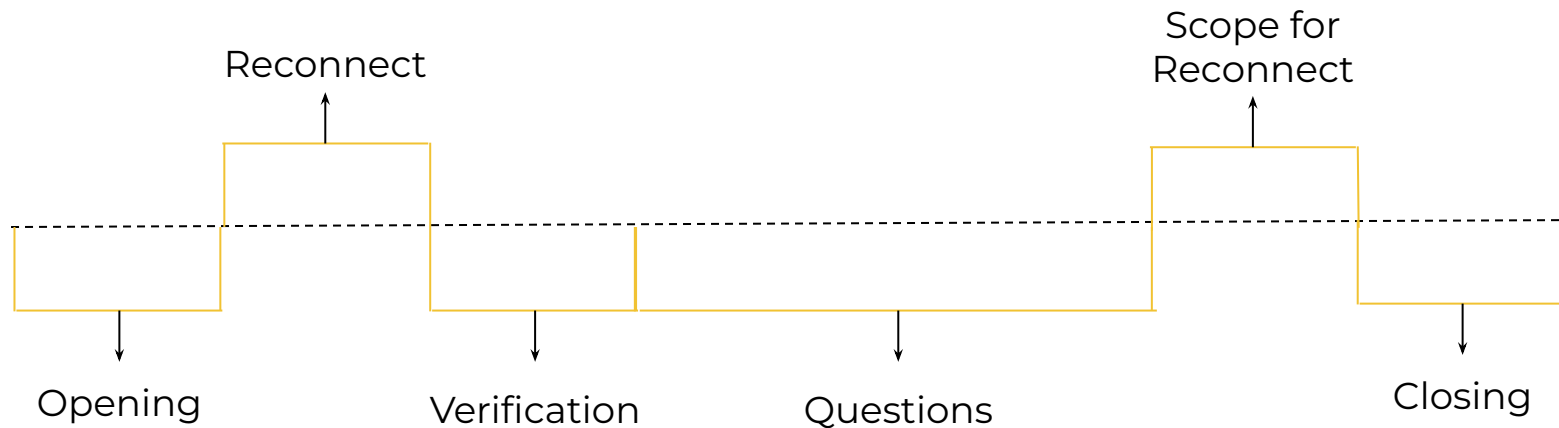 Reconnect
Scope for
Reconnect
Opening
Verification
Questions
Closing